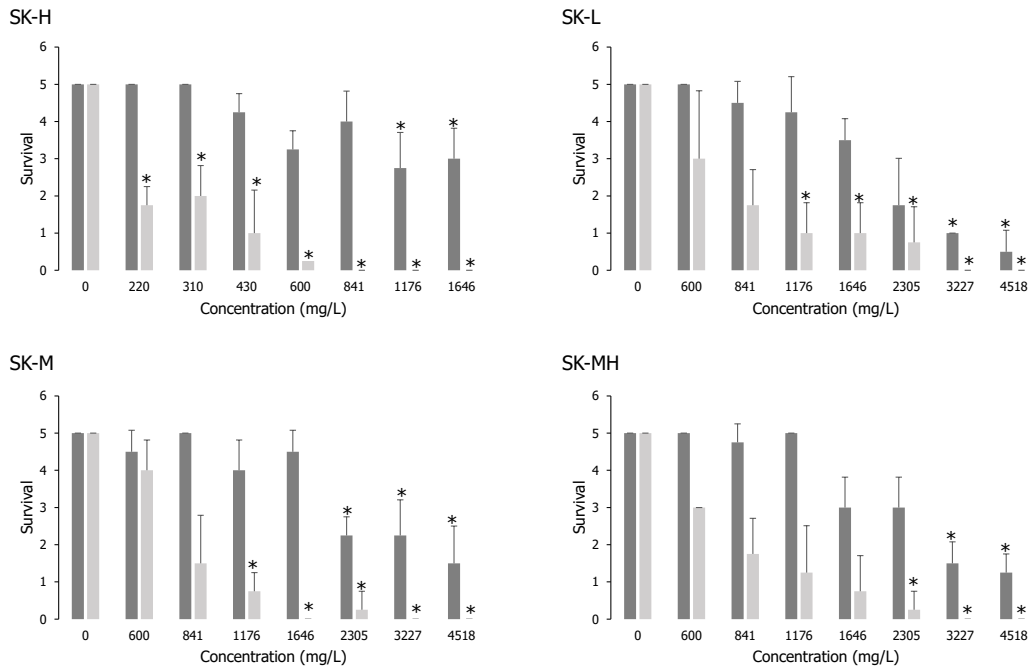 SK-H
6
5
4
3
2
1
0
Survival
* * * * * * * * *
0 220 310 430 600 841 1176 1646
Concentration (mg/L)
SK-L
6
5
4
3
2
1
0
Survival
* * * * * * *
0 600 841 1176 1646 2305 3227 4518
Concentration (mg/L)
SK-M
6
5
4
3
2
1
0
Survival
* * * * * * * *
0 600 841 1176 1646 2305 3227 4518
Concentration (mg/L)
SK-MH
6
5
4
3
2
1
0
Survival
* * * * *
0 600 841 1176 1646 2305 3227 4518
Concentration (mg/L)